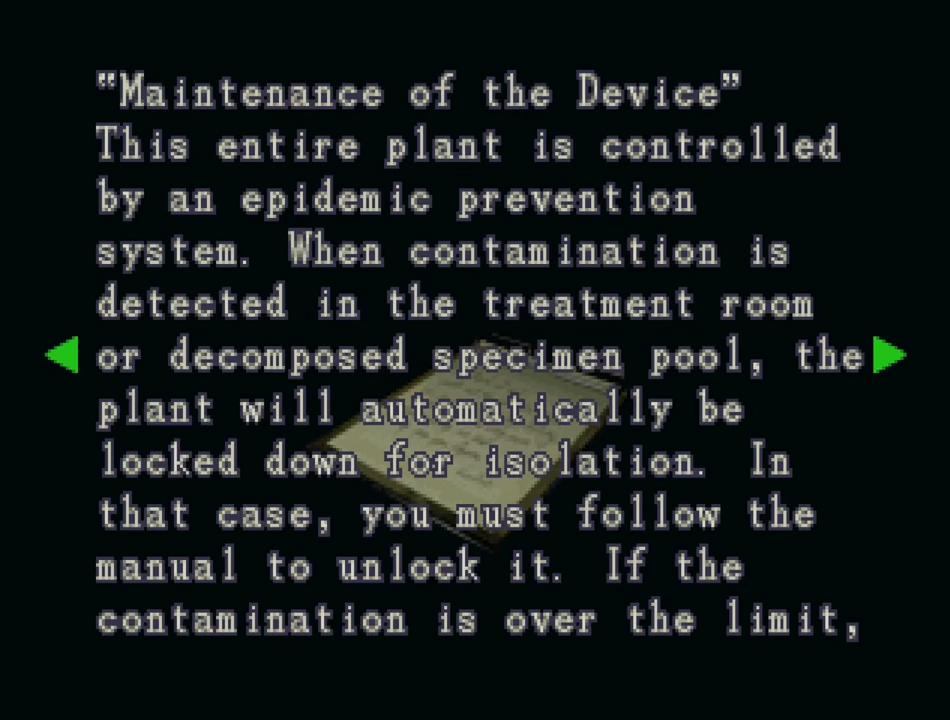 "Maintenance of the Device"
This entire plant is controlled
by an epidemic prevention
system. When contamination is
detected in the treatment room
or decomposed specimen pool, the
plant will automatically be
locked down for isolation. In
that case, you must follow the
manual to unlock it. If the
contamination is over the limit,